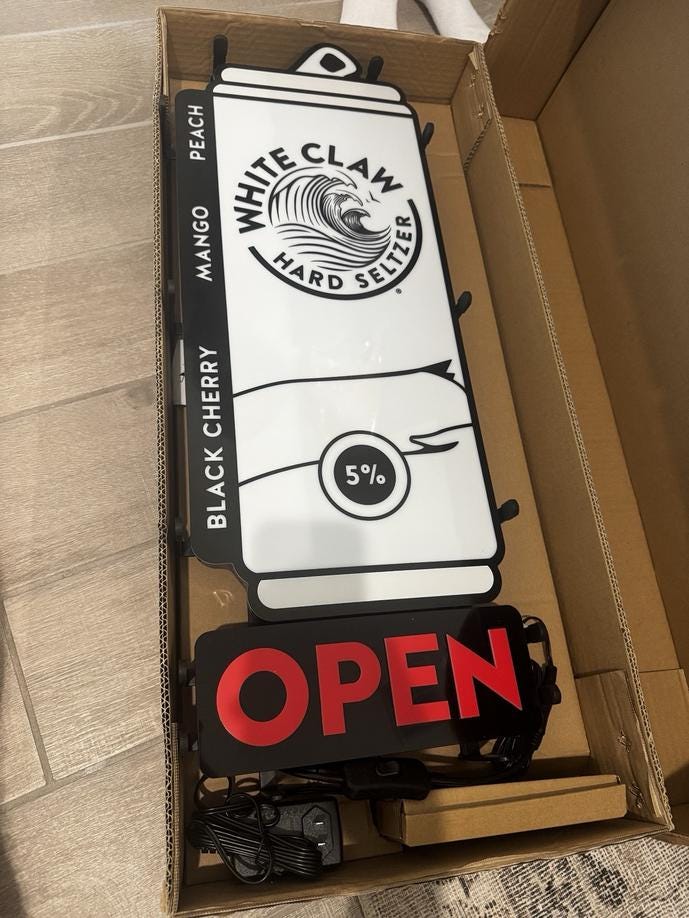 PEACH
MANGO
BLACK CHERRY
WHITE CLAW
HARD SELTZER
®
5%
OPEN